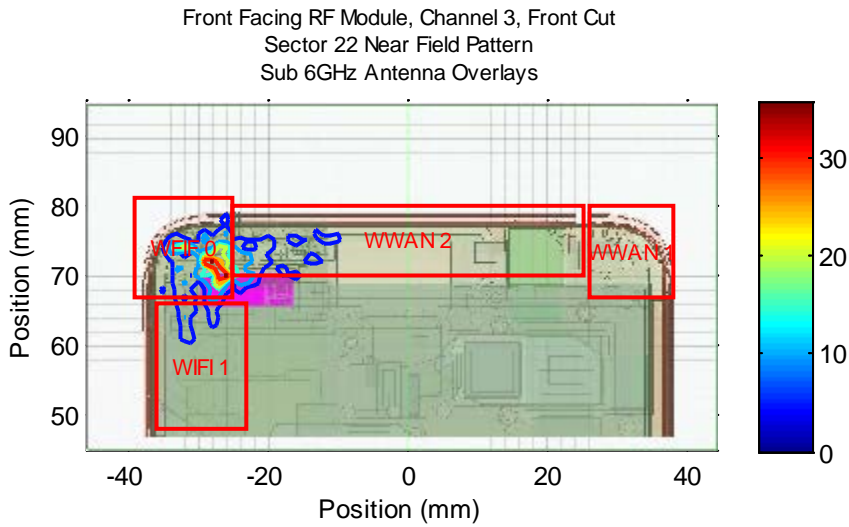 Front Facing RF Module, Channel 3, Front Cut
Sector 22 Near Field Pattern
Sub 6GHz Antenna Overlays
90
80
70
60
50
Position (mm)
-40 -20 0 20 40
Position (mm)
WIFI 0
WWAN 2
WWAN 1
WIFI 1
30
20
10
0